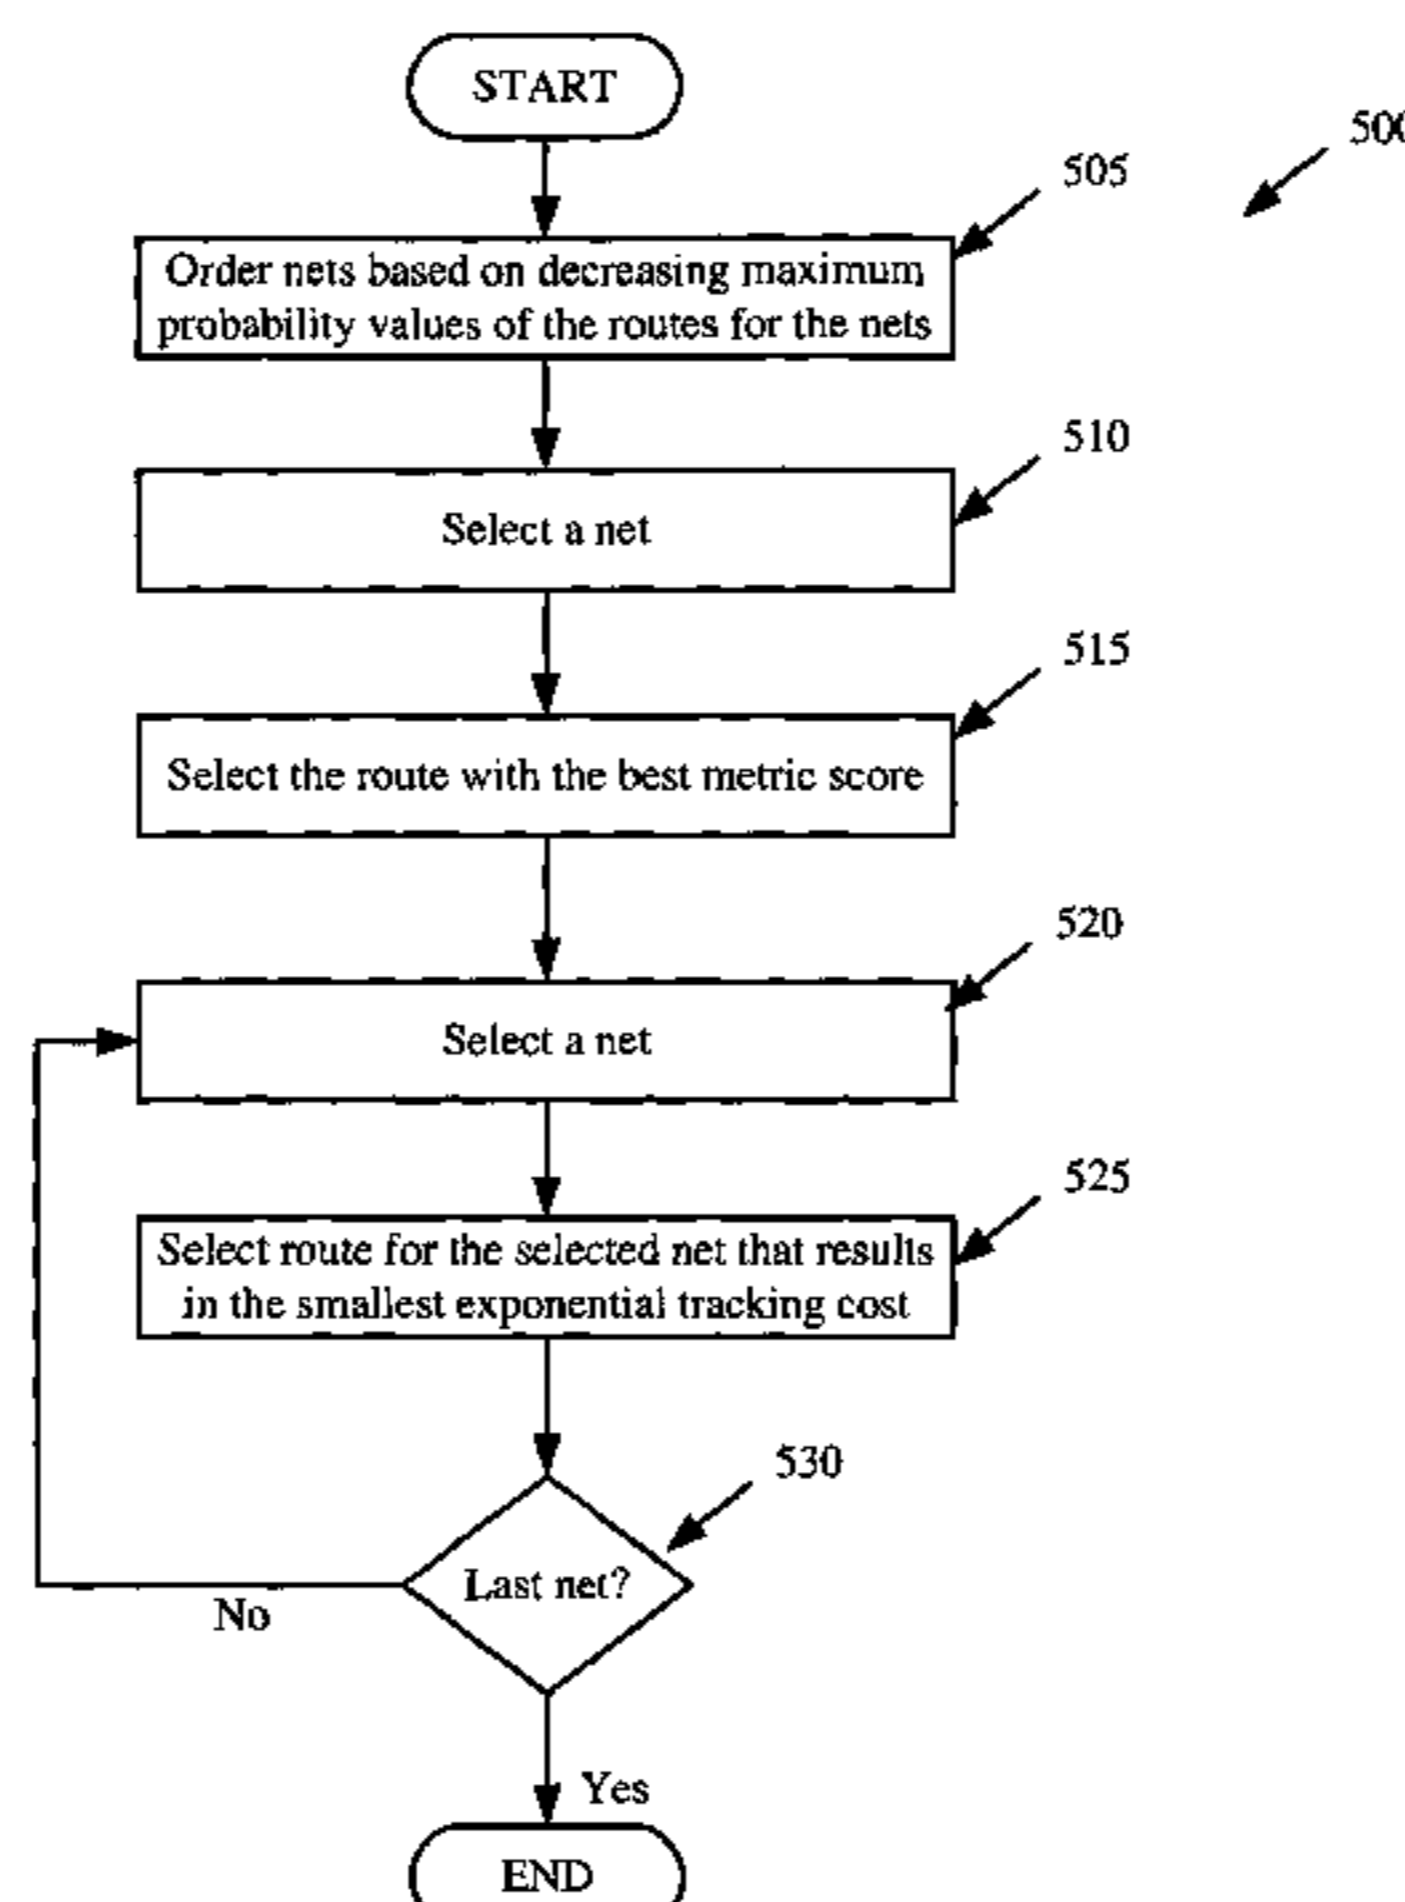 START
500
505
Order nets based on decreasing maximum
probability values of the routes for the nets
510
Select a net
515
Select the route with the best metric score
520
Select a net
525
Select route for the selected net that results
in the smallest exponential tracking cost
530
Last net?
No
Yes
END